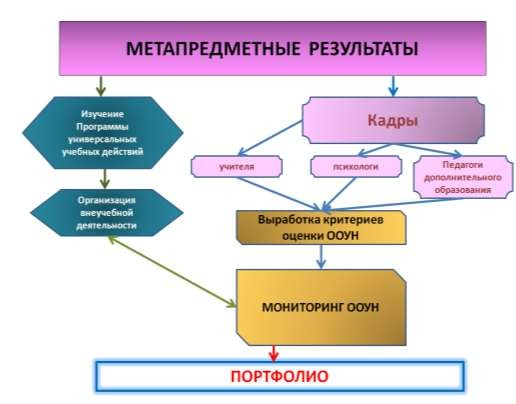 МЕТАПРЕДМЕТНЫЕ РЕЗУЛЬТАТЫ
Изучение
Программы
универсальных
учебных действий
Кадры
учителя
психологи
Педагоги
дополнительного
образования
Организация
внеучебной
деятельности
Выработка критериев
оценки ООУН
МОНИТОРИНГ ООУН
ПОРТФОЛИО